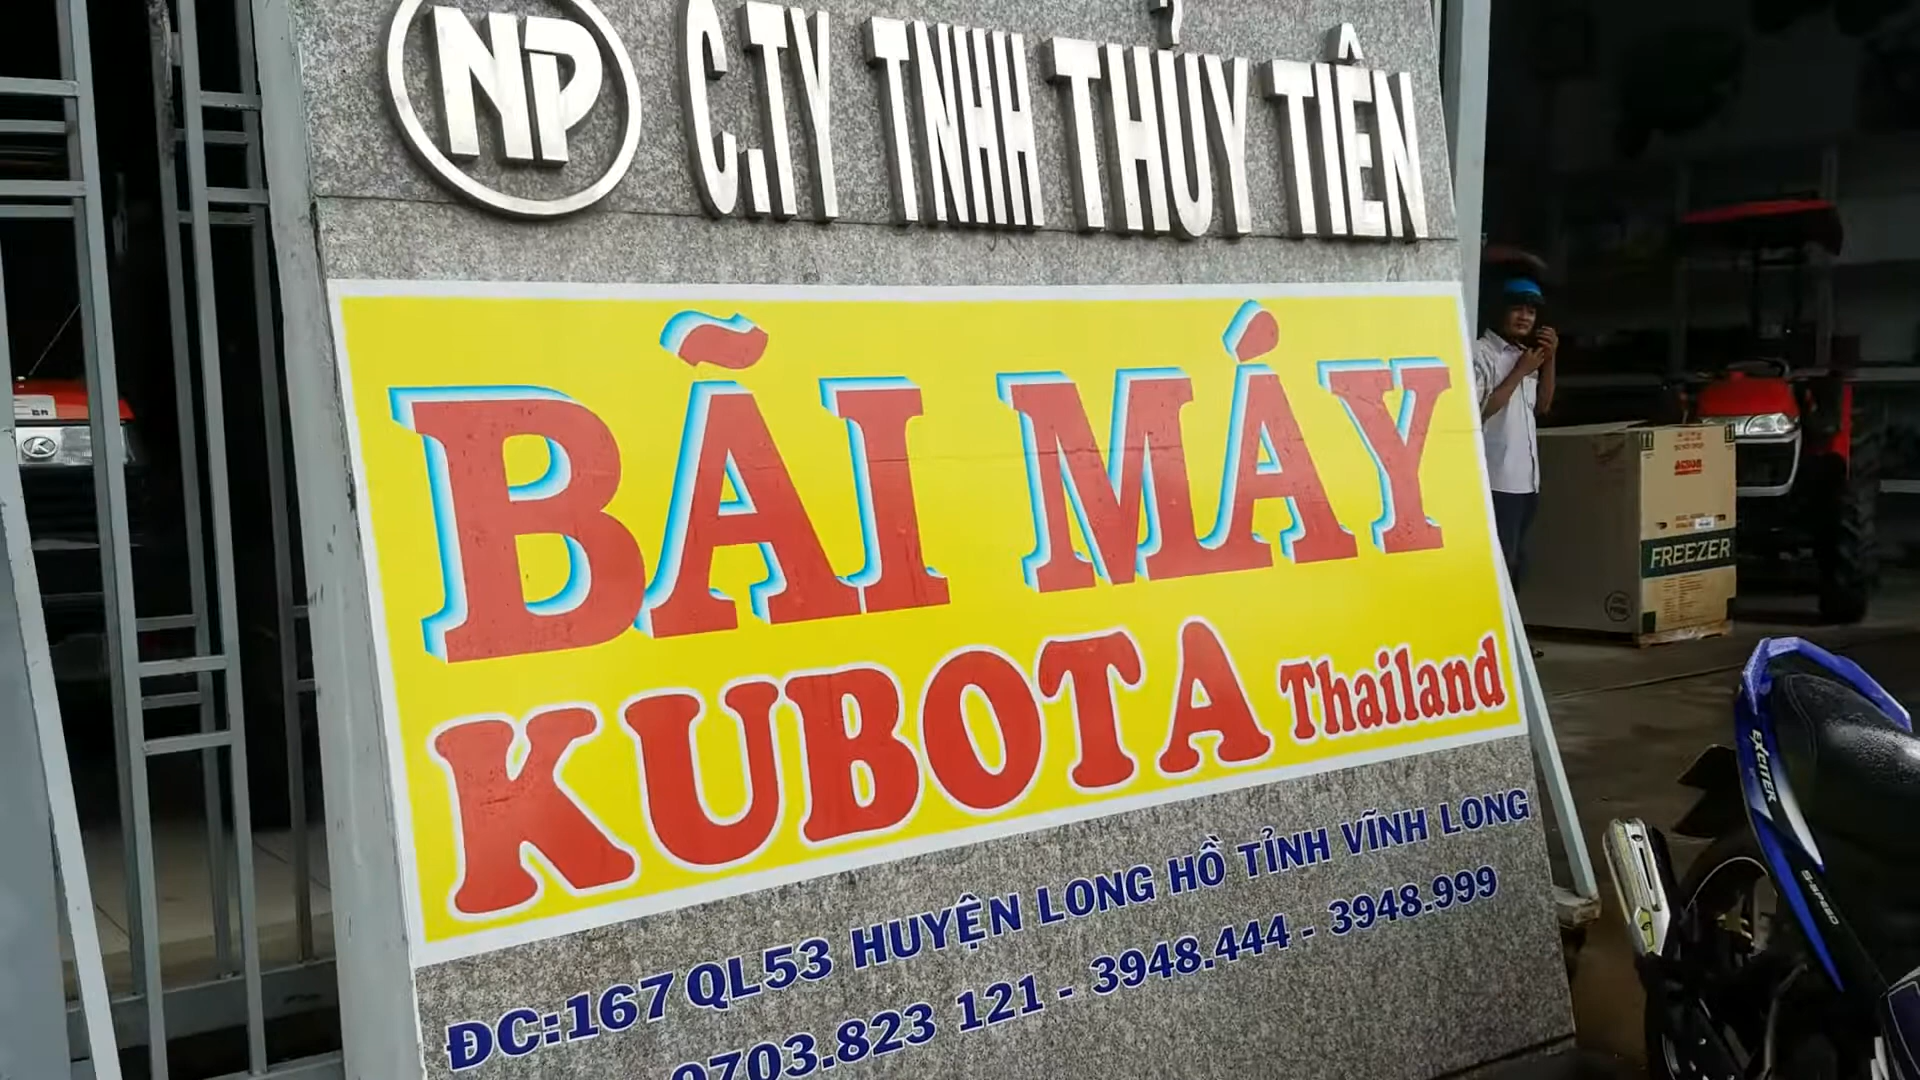 NP
C.TY TNHH THỦY TIÊN
BÃI MÁY
KUBOTA Thailand
ĐC:167 QL53 HUYỆN LONG HỒ TỈNH VĨNH LONG
0703.823 121 - 3948.444 - 3948.999
FREEZER
EXCITER